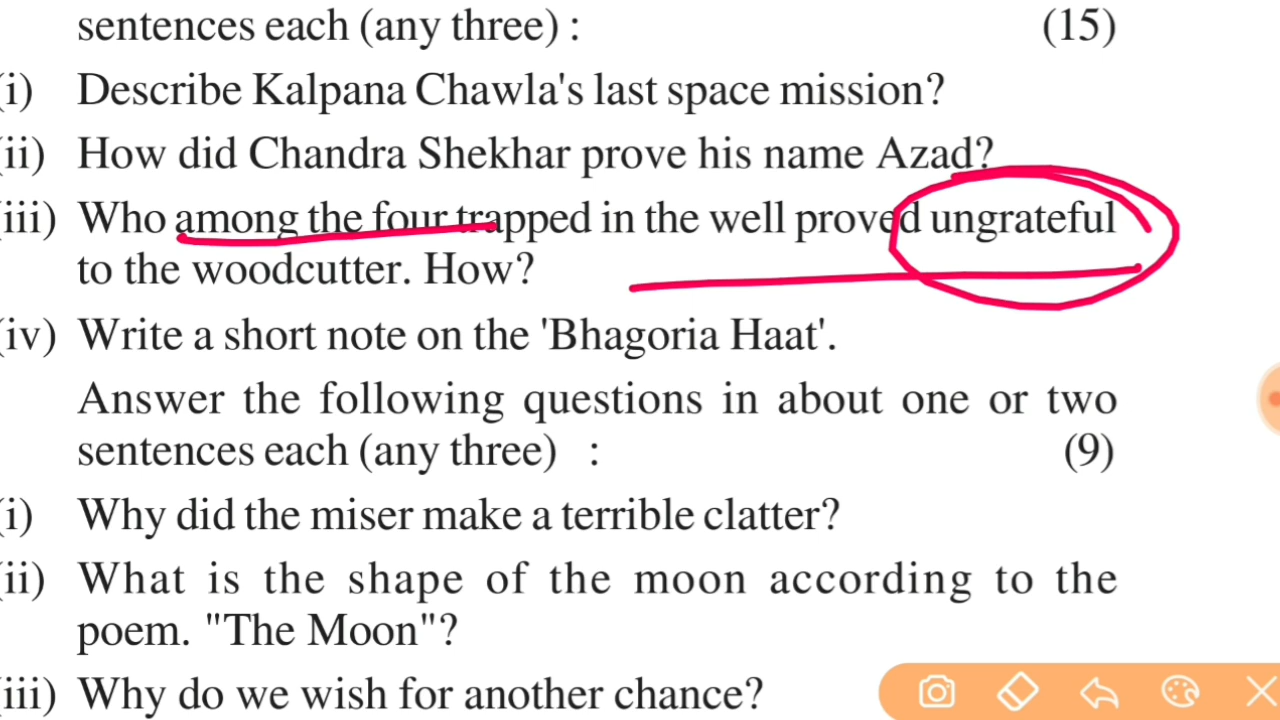 sentences each (any three) : (15)
(i) Describe Kalpana Chawla's last space mission?
(ii) How did Chandra Shekhar prove his name Azad?
(iii) Who among the four trapped in the well proved ungrateful
to the woodcutter. How?
(iv) Write a short note on the 'Bhagoria Haat'.
Answer the following questions in about one or two
sentences each (any three) : (9)
(i) Why did the miser make a terrible clatter?
(ii) What is the shape of the moon according to the
poem. "The Moon"?
(iii) Why do we wish for another chance?